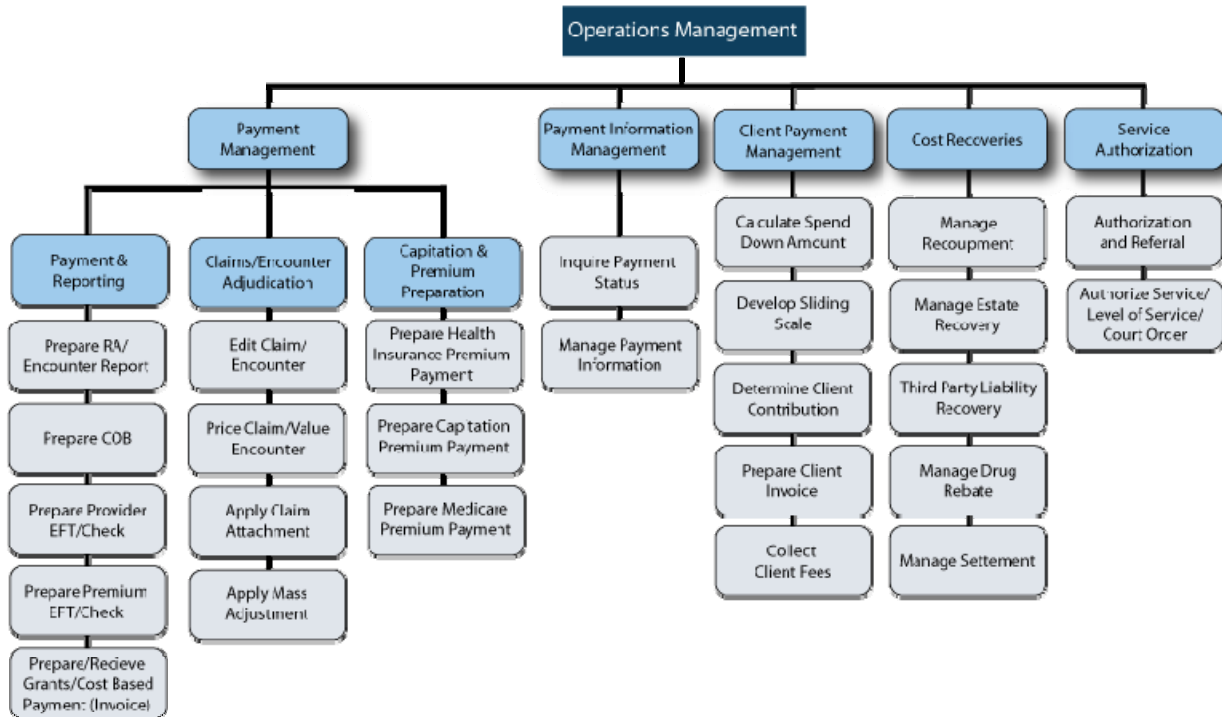 Operations Management
Payment
Management
Payment Information
Management
Client Payment
Management
Cost Recoveries
Service
Authorization
Payment &
Reporting
Prepare RA/
Encounter Report
Prepare COB
Prepare Provider
EFT/Check
Prepare Premium
EFT/Check
Prepare/Recieve
Grants/Cost Based
Payment (Invoice)
Claims/Encounter
Adjudication
Edit Claim/
Encounter
Price Claim/Value
Encounter
Apply Claim
Attachment
Apply Mass
Adjustment
Capitation &
Premium
Preparation
Prepare Health
Insurance Premium
Payment
Prepare Capitation
Premium Payment
Prepare Medicare
Premium Payment
Inquire Payment
Status
Manage Payment
Information
Calculate Spend
Down Amount
Develop Sliding
Scale
Determine Client
Contribution
Prepare Client
Invoice
Collect
Client Fees
Manage
Recoupment
Manage Estate
Recovery
Third Party Liability
Recovery
Manage Drug
Rebate
Manage Settement
Authorization
and Referral
Authorize Service/
Level of Service/
Court Orcer